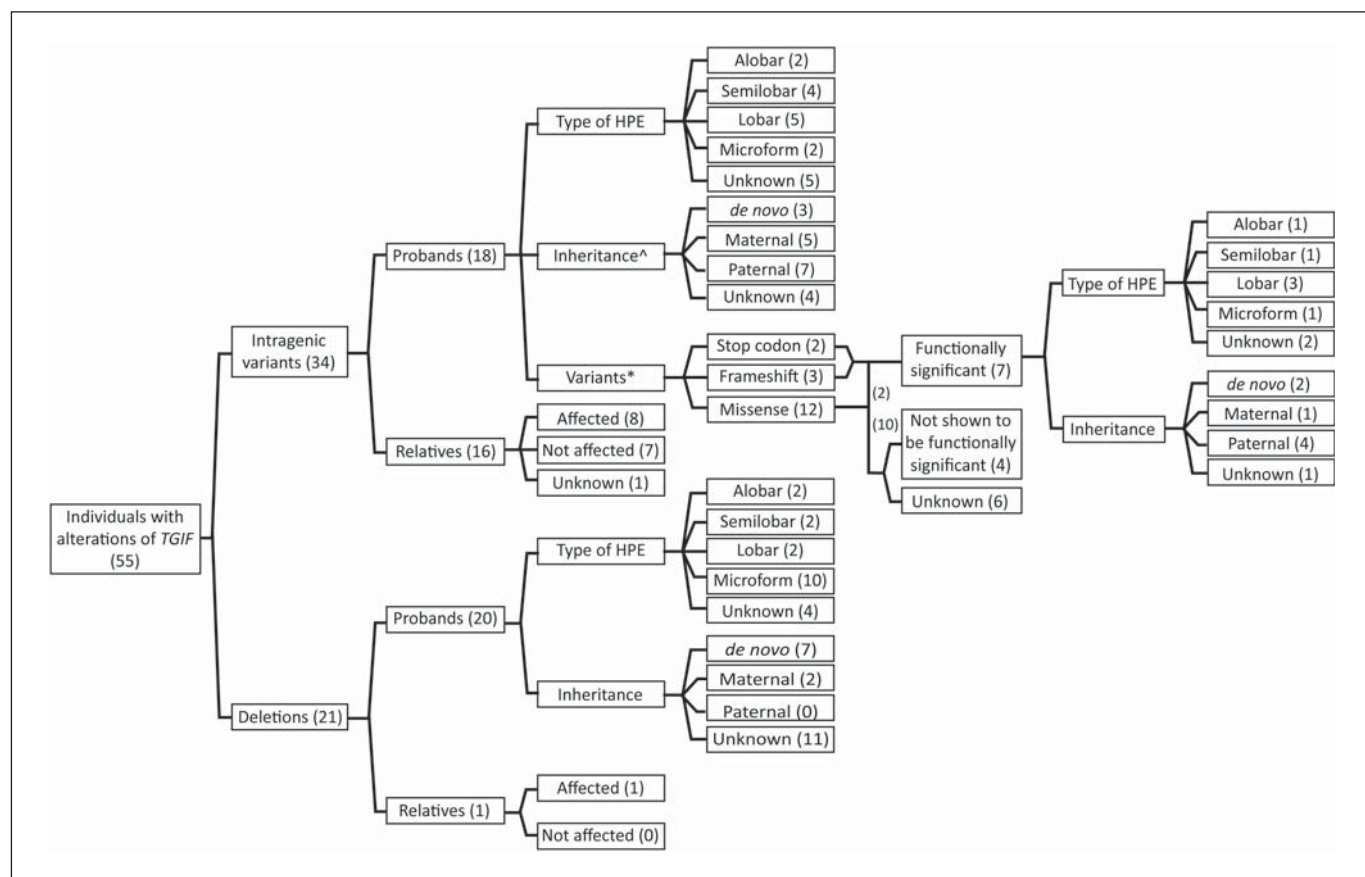 Individuals with
alterations of TGIF
(55)
Intragenic
variants (34)
Deletions (21)
Probands (18)
Relatives (16)
Type of HPE
Alobar (2)
Semilobar (4)
Lobar (5)
Microform (2)
Unknown (5)
Inheritance^
de novo (3)
Maternal (5)
Paternal (7)
Unknown (4)
Variants*
Stop codon (2)
Frameshift (3)
Missense (12)
(2)
(10)
Functionally
significant (7)
Not shown to
be functionally
significant (4)
Unknown (6)
Type of HPE
Alobar (1)
Semilobar (1)
Lobar (3)
Microform (1)
Unknown (2)
Inheritance
de novo (2)
Maternal (1)
Paternal (4)
Unknown (1)
Affected (8)
Not affected (7)
Unknown (1)
Probands (20)
Relatives (1)
Type of HPE
Alobar (2)
Semilobar (2)
Lobar (2)
Microform (10)
Unknown (4)
Inheritance
de novo (7)
Maternal (2)
Paternal (0)
Unknown (11)
Affected (1)
Not affected (0)